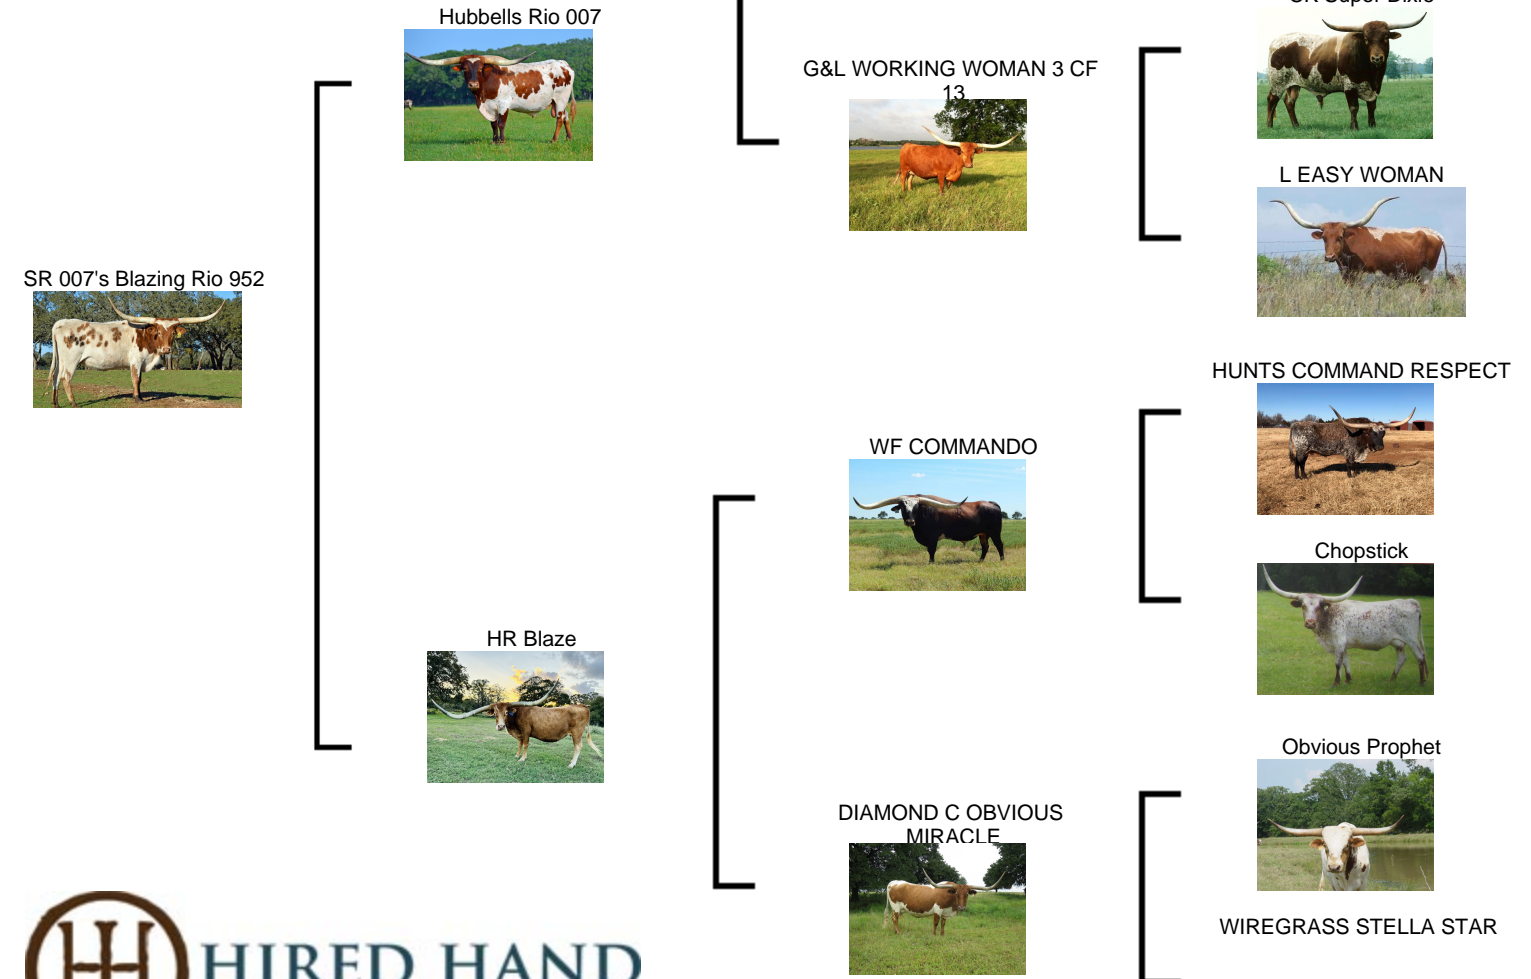 Hubbells Rio 007
G&L WORKING WOMAN 3 CF
13
L EASY WOMAN
SR 007's Blazing Rio 952
HUNTS COMMAND RESPECT
WF COMMANDO
Chopstick
HR Blaze
Obvious Prophet
DIAMOND C OBVIOUS
MIRACLE
WIREGRASS STELLA STAR
HIRED HAND